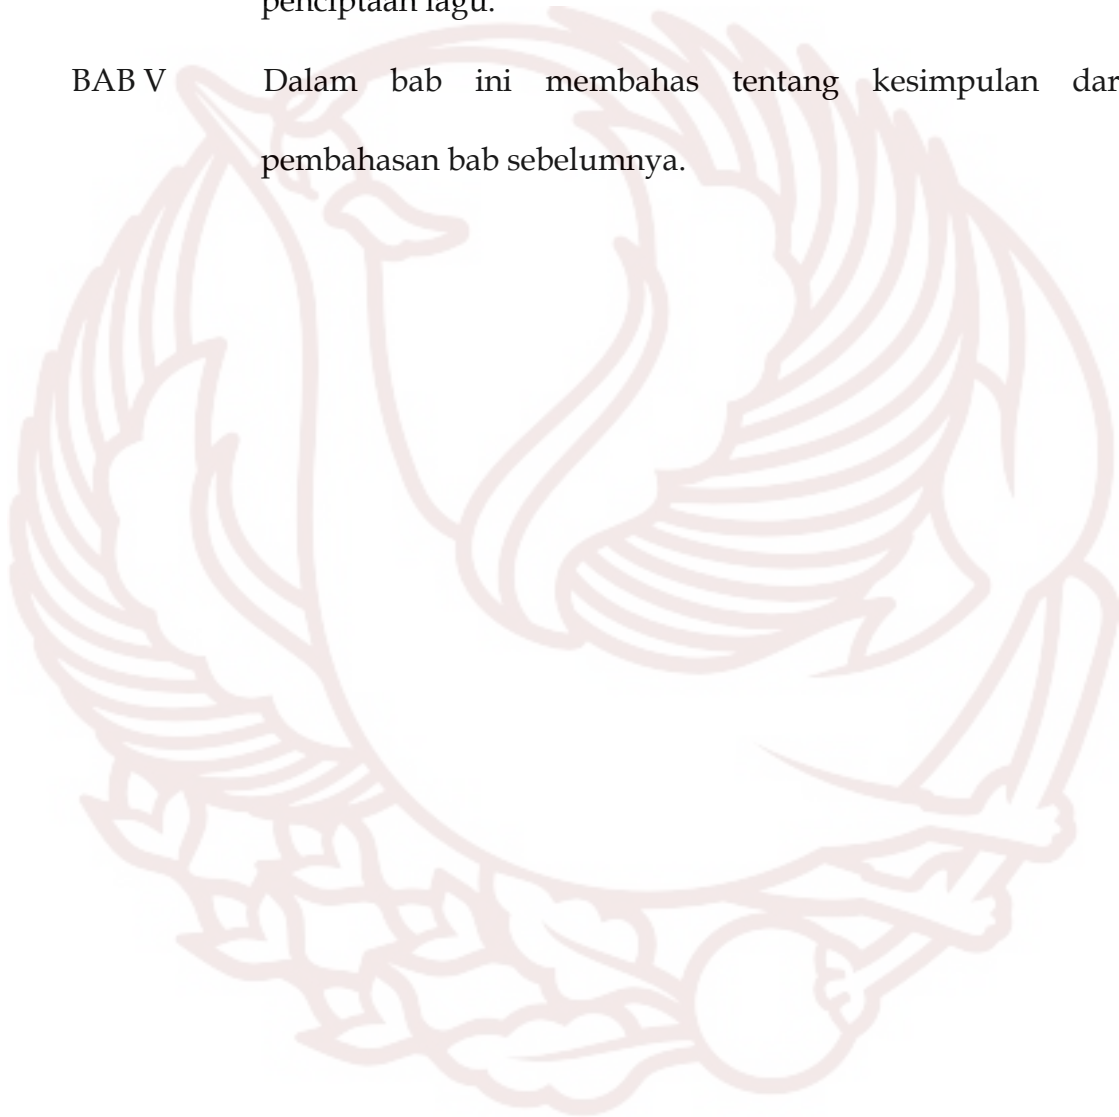 penciptaan lagu.
BAB V Dalam bab ini membahas tentang kesimpulan dar
pembahasan bab sebelumnya.